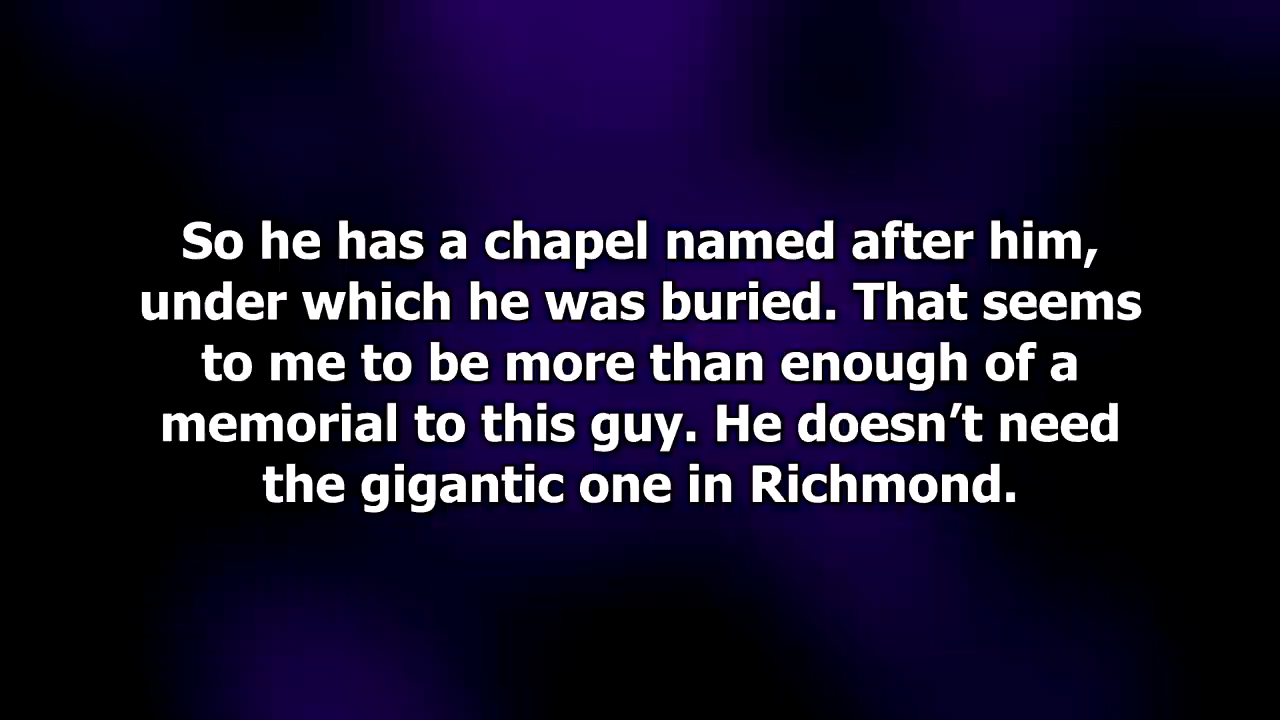 So he has a chapel named after him,
under which he was buried. That seems
to me to be more than enough of a
memorial to this guy. He doesn’t need
the gigantic one in Richmond.